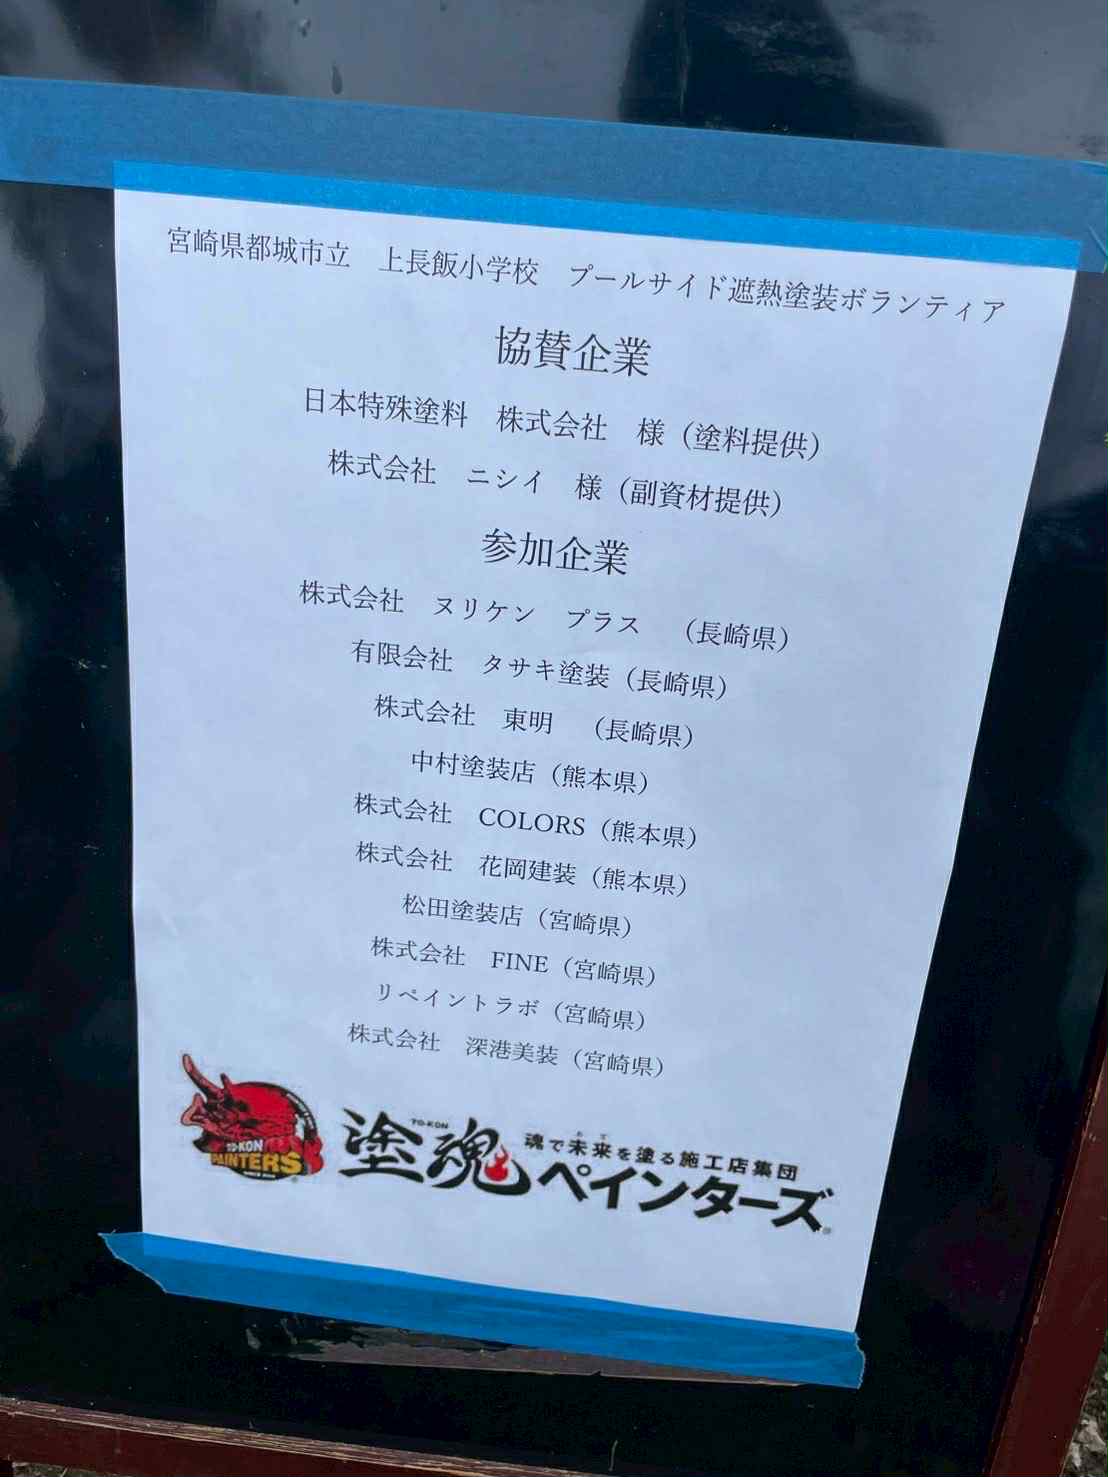 宮崎県都城市立　上長飯小学校　プールサイド遮熱塗装ボランティア
協賛企業
日本特殊塗料　株式会社　様（塗料提供）
株式会社　ニシイ　様（副資材提供）
参加企業
株式会社　ヌリケン　プラス　（長崎県）
有限会社　タサキ塗装（長崎県）
株式会社　東明　（長崎県）
中村塗装店（熊本県）
株式会社　COLORS（熊本県）
株式会社　花岡建装（熊本県）
松田塗装店（宮崎県）
株式会社　FINE（宮崎県）
リペイントラボ（宮崎県）
株式会社　深港美装（宮崎県）
TO-KON
PAINTERS
TO-KON
塗魂
魂で未来を塗る施工店集団
ペインターズ